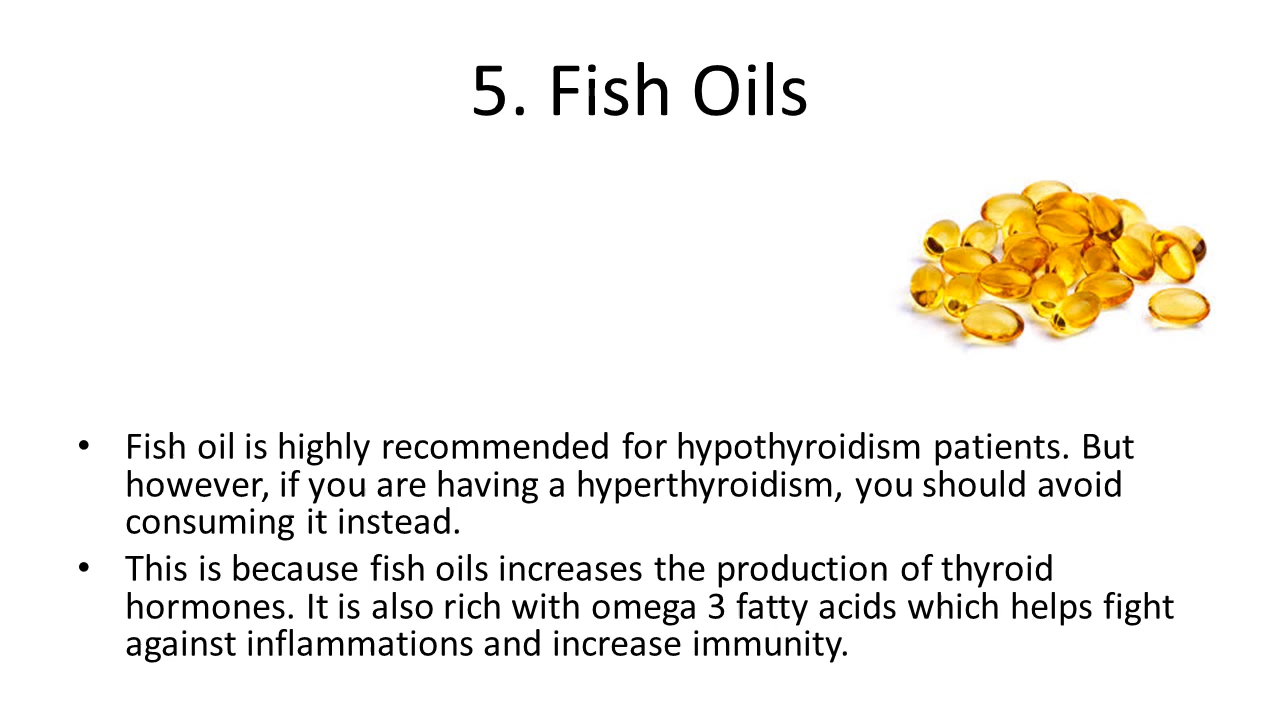 5. Fish Oils
• Fish oil is highly recommended for hypothyroidism patients. But
however, if you are having a hyperthyroidism, you should avoid
consuming it instead.
• This is because fish oils increases the production of thyroid
hormones. It is also rich with omega 3 fatty acids which helps fight
against inflammations and increase immunity.